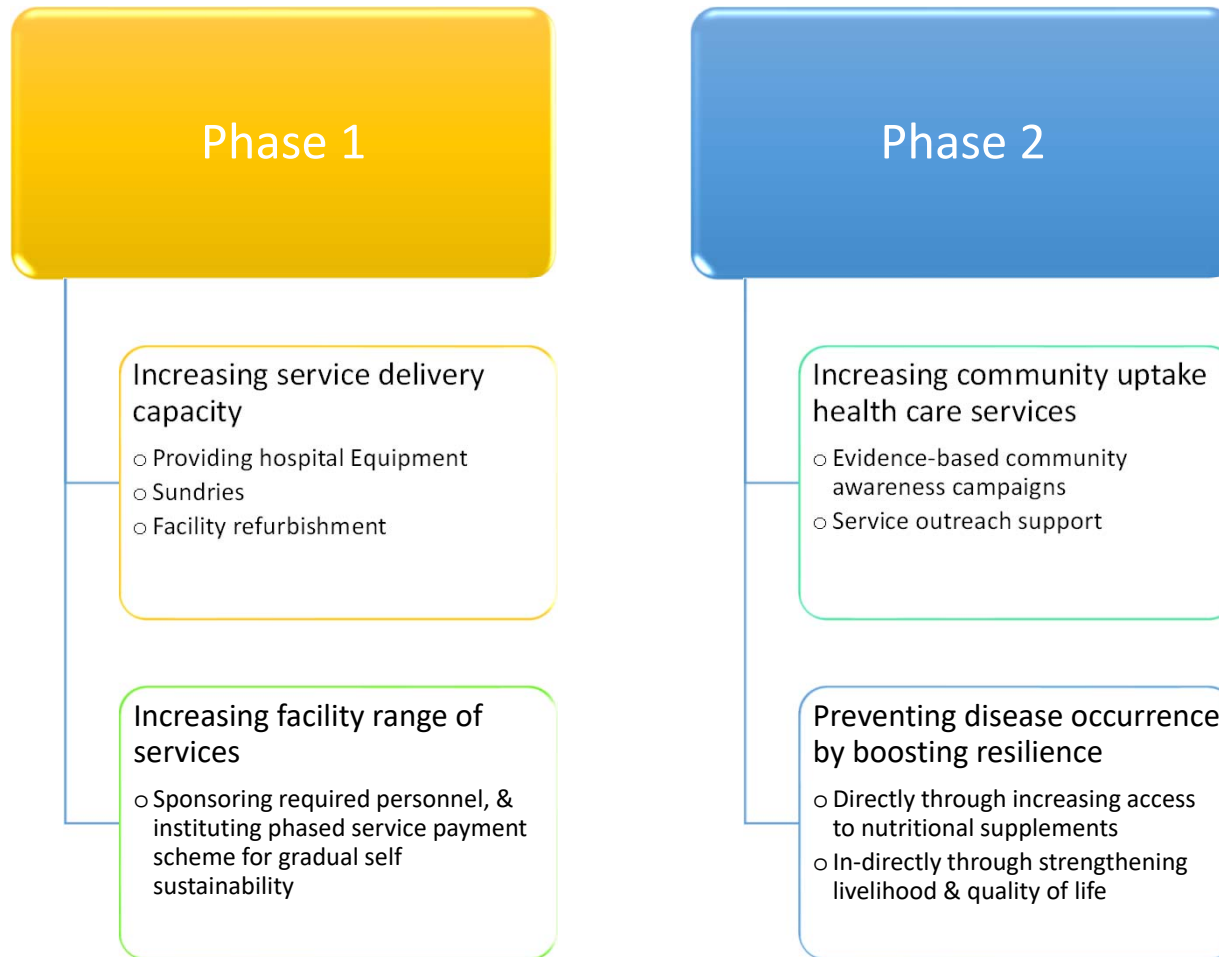 Phase 1
Increasing service delivery
capacity
o Providing hospital Equipment
o Sundries
o Facility refurbishment
Increasing facility range of
services
o Sponsoring required personnel, &
instituting phased service payment
scheme for gradual self
sustainability
Phase 2
Increasing community uptake
health care services
o Evidence-based community
awareness campaigns
o Service outreach support
Preventing disease occurrence
by boosting resilience
o Directly through increasing access
to nutritional supplements
o In-directly through strengthening
livelihood & quality of life